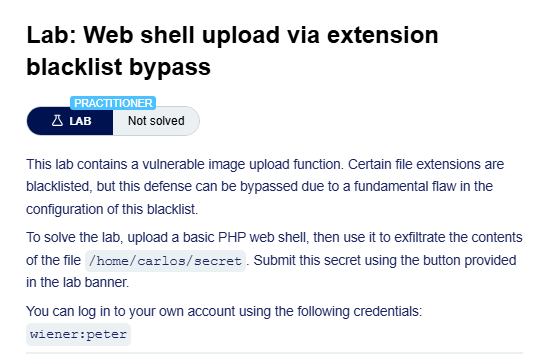 Lab: Web shell upload via extension
blacklist bypass
PRACTITIONER
LAB Not solved
This lab contains a vulnerable image upload function. Certain file extensions are
blacklisted, but this defense can be bypassed due to a fundamental flaw in the
configuration of this blacklist.
To solve the lab, upload a basic PHP web shell, then use it to exfiltrate the contents
of the file /home/carlos/secret. Submit this secret using the button provided
in the lab banner.
You can log in to your own account using the following credentials:
wiener:peter